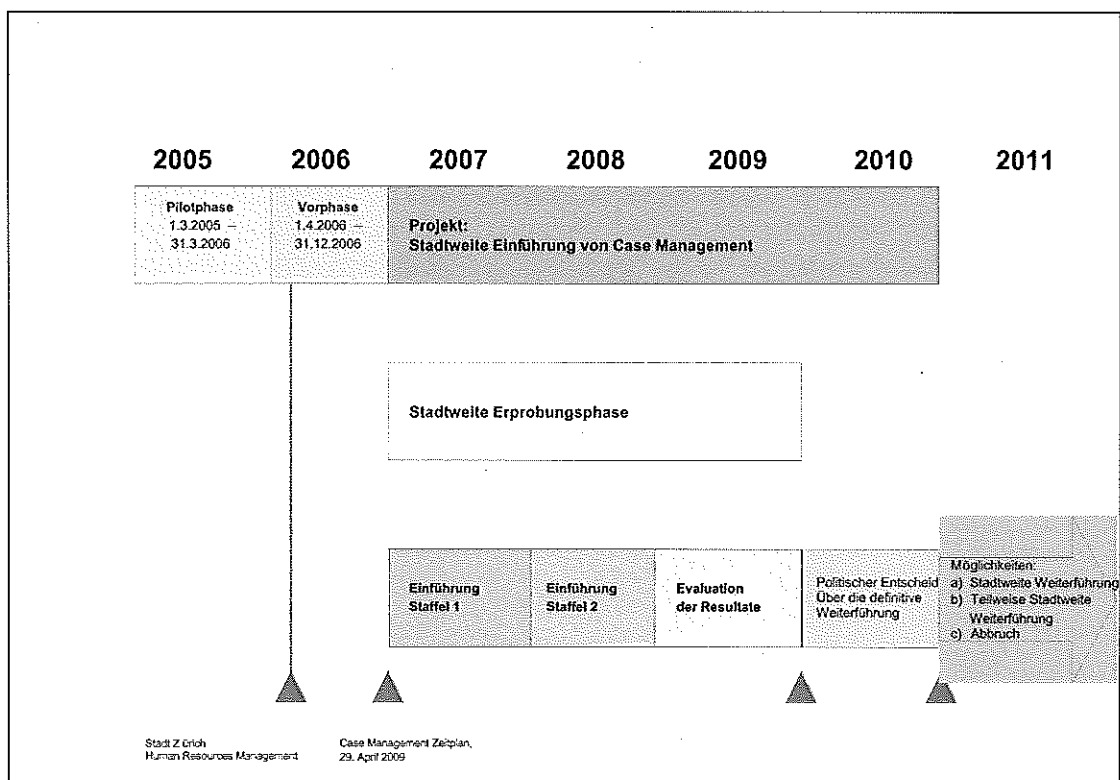 2005 2006 2007 2008 2009 2010 2011
Pilotphase
1.3.2005 –
31.3.2006
Vorphase
1.4.2006 –
31.12.2006
Projekt:
Stadtweite Einführung von Case Management
Stadtweite Erprobungsphase
Einführung
Staffel 1
Einführung
Staffel 2
Evaluation
der Resultate
Politischer Entscheid
Über die definitive
Weiterführung
Möglichkeiten:
a) Stadtweite Weiterführung
b) Teilweise Stadtweite
Weiterführung
c) Abbruch
Stadt Zürich
Human Resources Management
Case Management Zeitplan,
29. April 2009